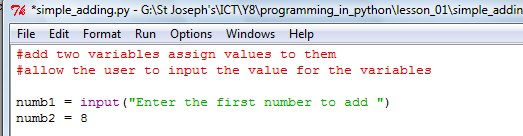 *simple_adding.py - G:\St Joseph's\ICT\Y8\programming_in_python\lesson_01\simple_addin
File Edit Format Run Options Windows Help
#add two variables assign values to them
#allow the user to input the value for the variables
numb1 = input("Enter the first number to add ")
numb2 = 8